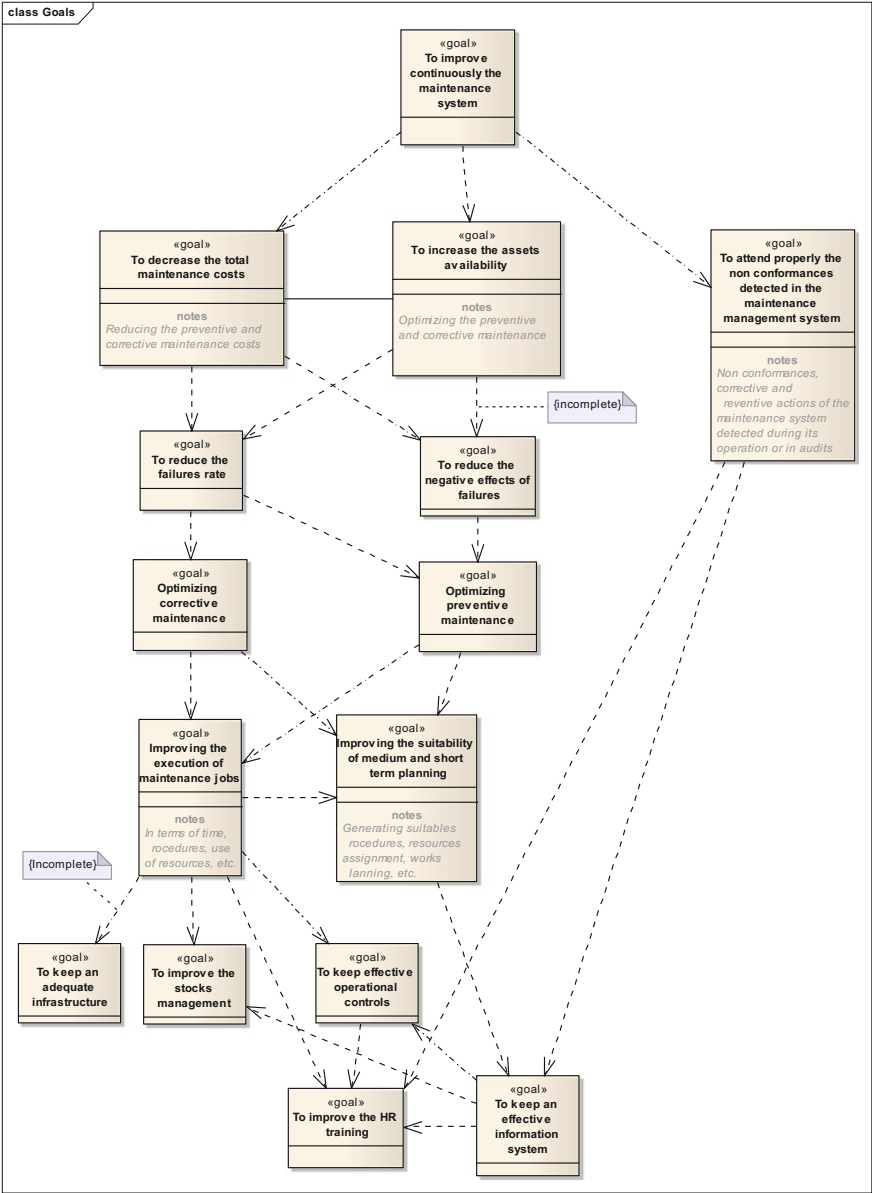 class Goals
«goal»
To improve
continuously the
maintenance
system
«goal»
To decrease the total
maintenance costs
notes
Reducing the preventive and
corrective maintenance costs
«goal»
To increase the assets
availability
notes
Optimizing the preventive
and corrective maintenance
«goal»
To attend properly the
non conformances
detected in the
maintenance
management system
notes
Non conformances,
corrective and
reventive actions of the
maintenance system
detected during its
operation or in audits
{incomplete}
«goal»
To reduce the
failures rate
«goal»
To reduce the
negative effects of
failures
«goal»
Optimizing
corrective
maintenance
«goal»
Optimizing
preventive
maintenance
«goal»
Improving the
execution of
maintenance jobs
notes
In terms of time,
rocedures, use
of resources, etc.
«goal»
Improving the suitability
of medium and short
term planning
notes
Generating suitables
rocedures, resources
assignment, works
lanning, etc.
{Incomplete}
«goal»
To keep an
adequate
infrastructure
«goal»
To improve the
stocks
management
«goal»
To keep effective
operational
controls
«goal»
To improve the HR
training
«goal»
To keep an
effective
information
system